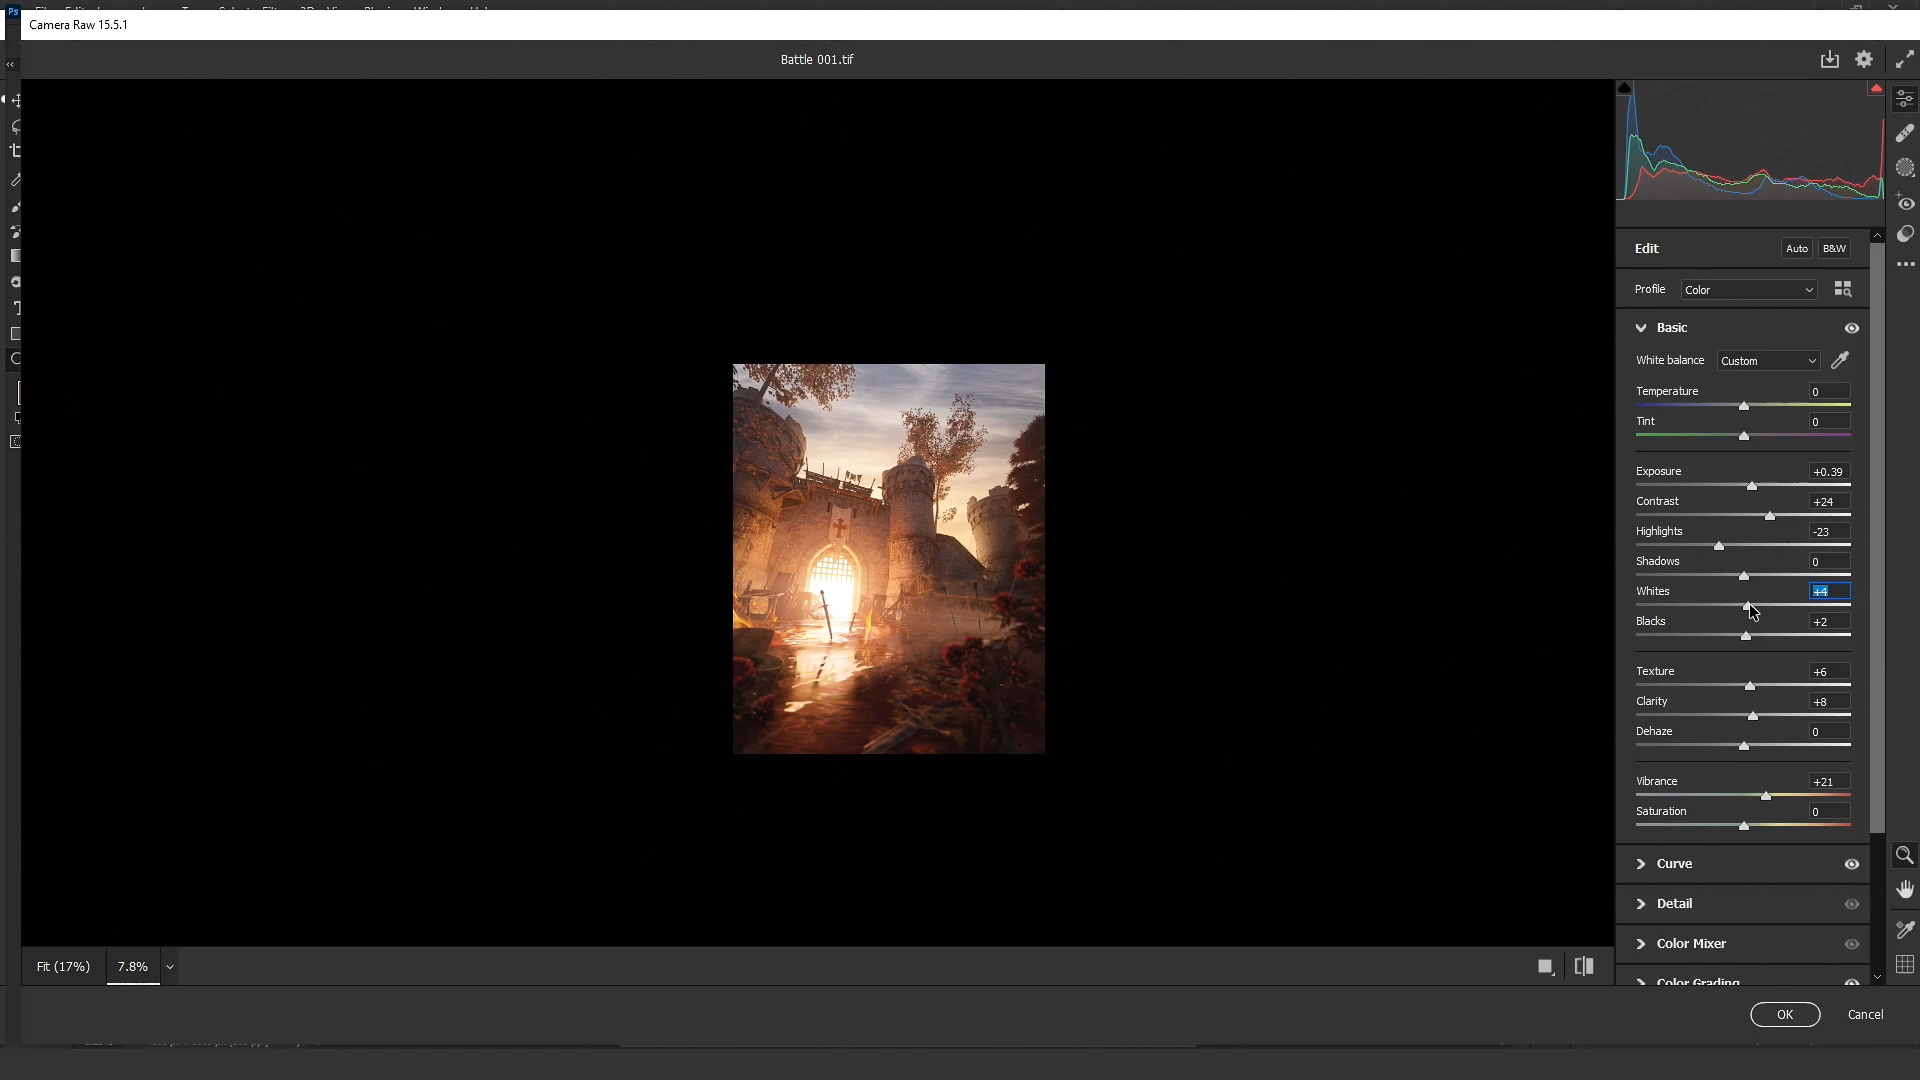 Ps
Camera Raw 15.5.1
Battle 001.tif
Edit
Auto
B&W
Profile
Color
Basic
White balance
Custom
Temperature
0
Tint
0
Exposure
+0.39
Contrast
+24
Highlights
-23
Shadows
0
Whites
+4
Blacks
+2
Texture
+6
Clarity
+8
Dehaze
0
Vibrance
+21
Saturation
0
Curve
Detail
Color Mixer
Color Grading
Fit (17%)
7.8%
OK
Cancel